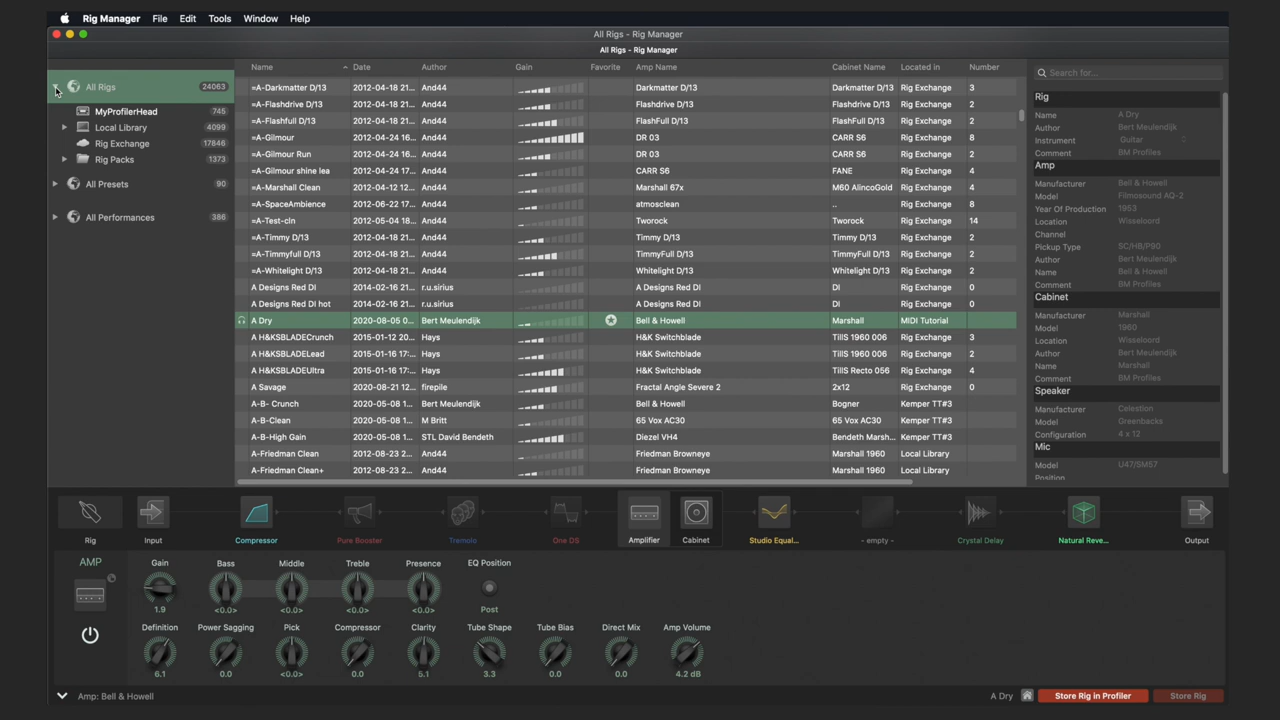 Rig Manager File Edit Tools Window Help
All Rigs - Rig Manager
All Rigs - Rig Manager
All Rigs 24063
MyProfilerHead 745
Local Library 4099
Rig Exchange 17846
Rig Packs 1373
All Presets 90
All Performances 386
Name Date Author Gain Favorite Amp Name Cabinet Name Located in Number
=A-Darkmatter D/13 2012-04-18 21... And44 Darkmatter D/13 Darkmatter D/13 Rig Exchange 3
=A-Flashdrive D/13 2012-04-18 21... And44 Flashdrive D/13 Flashdrive D/13 Rig Exchange 2
=A-Flashfull D/13 2012-04-18 21... And44 FlashFull D/13 FlashFull D/13 Rig Exchange 2
=A-Gilmour 2012-04-24 16... And44 DR 03 CARR S6 Rig Exchange 8
=A-Gilmour Run 2012-04-24 16... And44 DR 03 CARR S6 Rig Exchange 2
=A-Gilmour shine lea 2012-04-24 17... And44 CARR S6 FANE Rig Exchange 4
=A-Marshall Clean 2012-04-12 12... And44 Marshall 67x M60 AlincoGold Rig Exchange 4
=A-SpaceAmbience 2012-06-22 23... And44 atmosclean .. Rig Exchange 8
=A-Test-cln 2012-05-04 18... And44 Tworock Tworock Rig Exchange 14
=A-Timmy D/13 2012-04-18 21... And44 Timmy D/13 Timmy D/13 Rig Exchange 2
=A-Timmyfull D/13 2012-04-18 21... And44 TimmyFull D/13 TimmyFull D/13 Rig Exchange 2
=A-Whitelight D/13 2012-04-18 21... And44 Whitelight D/13 Whitelight D/13 Rig Exchange 2
A Designs Red DI 2014-02-16 21... r.u.sirius A Designs Red DI DI Rig Exchange 0
A Designs Red DI hot 2014-02-16 21... r.u.sirius A Designs Red DI DI Rig Exchange 0
A Dry 2020-08-05 0... Bert Meulendijk Bell & Howell Marshall MIDI Tutorial
A H&KSBLADECrunch 2015-01-12 20... Hays H&K Switchblade TillS 1960 006 Rig Exchange 3
A H&KSBLADELead 2015-01-16 17:... Hays H&K Switchblade TillS 1960 006 Rig Exchange 2
A H&KSBLADEUltra 2015-01-16 17:... Hays H&K Switchblade TillS Recto 056 Rig Exchange 4
A Savage 2020-08-21 12... firepile Fractal Angle Severe 2 2x12 Rig Exchange 0
A-B- Crunch 2020-05-08 1... Bert Meulendijk Bell & Howell Bogner Kemper TT#3
A-B-Clean 2020-05-08 1... M Britt 65 Vox AC30 65 Vox AC30 Kemper TT#3
A-B-High Gain 2020-05-08 1... STL David Bendeth Diezel VH4 Bendeth Marsh... Kemper TT#3
A-Friedman Clean 2012-08-23 2... And44 Friedman Browneye Marshall 1960 Local Library
A-Friedman Clean+ 2012-08-23 2... And44 Friedman Browneye Marshall 1960 Local Library
Search for...
Rig
Name A Dry
Author Bert Meulendijk
Instrument Guitar
Comment BM Profiles
Amp
Manufacturer Bell & Howell
Model Filmosound AQ-2
Year Of Production 1953
Location Wisseloord
Channel
Pickup Type SC/HB/P90
Author Bert Meulendijk
Name Bell & Howell
Comment BM Profiles
Cabinet
Manufacturer Marshall
Model 1960
Location Wisseloord
Author Bert Meulendijk
Name Marshall
Comment BM Profiles
Speaker
Manufacturer Celestion
Model Greenbacks
Configuration 4 x 12
Mic
Model U47/SM57
Position
Rig Input Compressor Pure Booster Tremolo One DS Amplifier Cabinet Studio Equal... - empty - Crystal Delay Natural Reve... Output
AMP Gain Bass Middle Treble Presence EQ Position
1.9 <0.0> <0.0> <0.0> <0.0> Post
Definition Power Sagging Pick Compressor Clarity Tube Shape Tube Bias Direct Mix Amp Volume
6.1 0.0 <0.0> 0.0 5.1 3.3 0.0 0.0 4.2 dB
Amp: Bell & Howell A Dry Store Rig in Profiler Store Rig